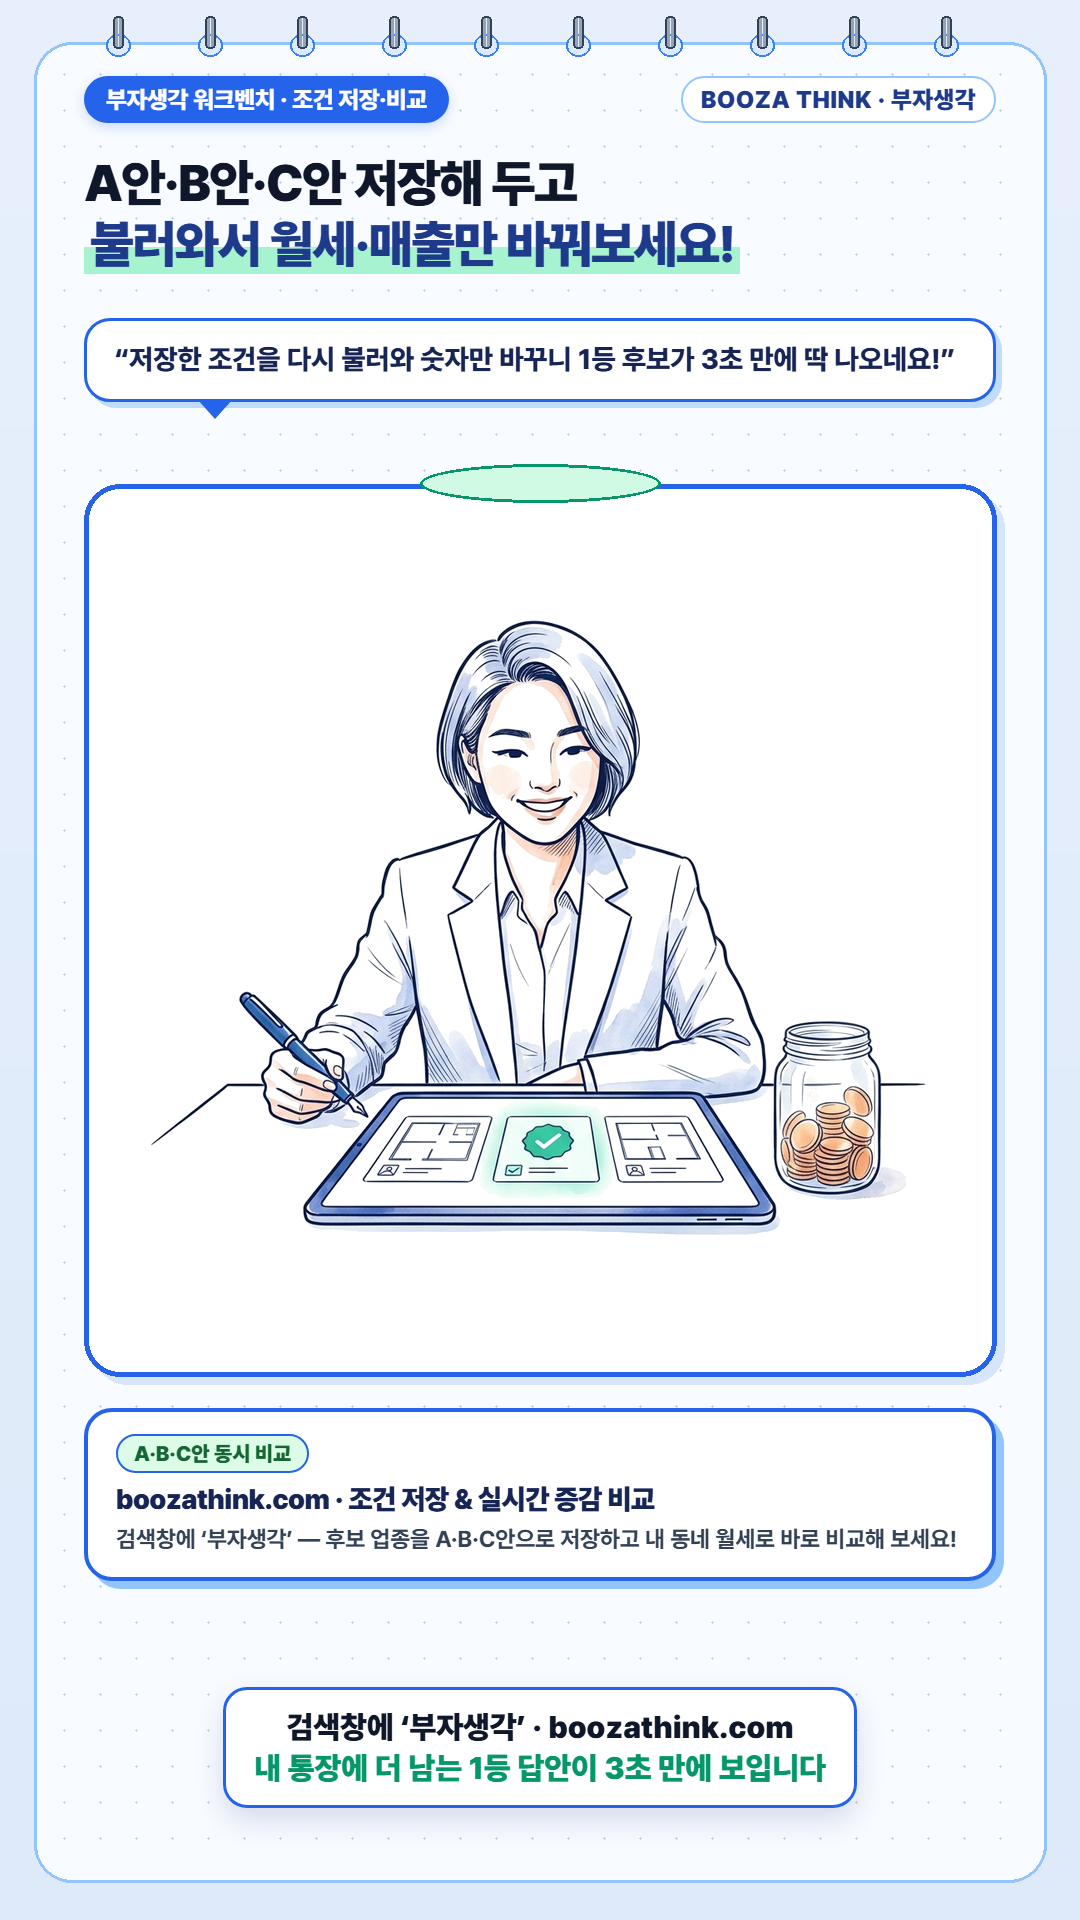 부자생각 워크벤치 · 조건 저장·비교
BOOZA THINK · 부자생각
A안·B안·C안 저장해 두고
불러와서 월세·매출만 바꿔보세요!
“저장한 조건을 다시 불러와 숫자만 바꾸니 1등 후보가 3초 만에 딱 나오네요!”
A·B·C안 동시 비교
boozathink.com · 조건 저장 & 실시간 증감 비교
검색창에 ‘부자생각’ — 후보 업종을 A·B·C안으로 저장하고 내 동네 월세로 바로 비교해 보세요!
검색창에 ‘부자생각’ · boozathink.com
내 통장에 더 남는 1등 답안이 3초 만에 보입니다